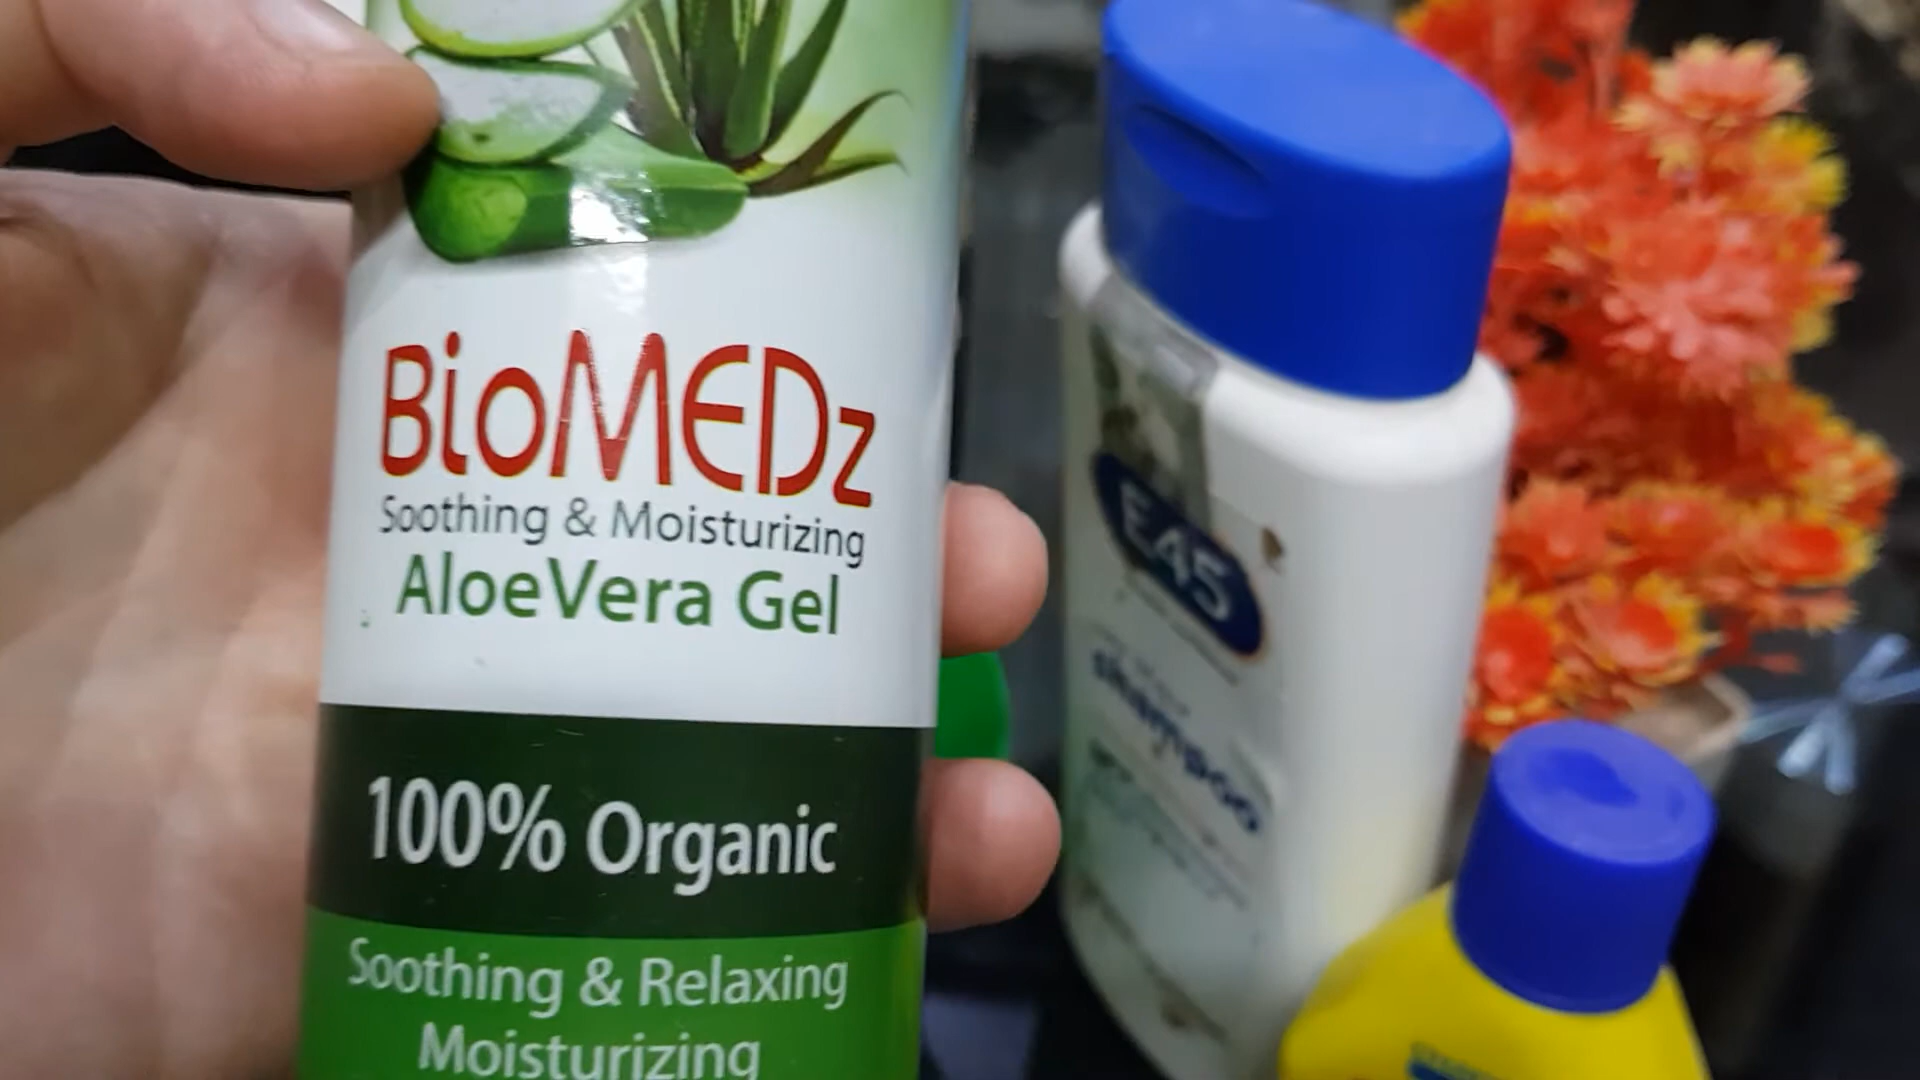 BioMEDz
Soothing & Moisturizing
AloeVera Gel
100% Organic
Soothing & Relaxing
Moisturizing
E45
shampoo